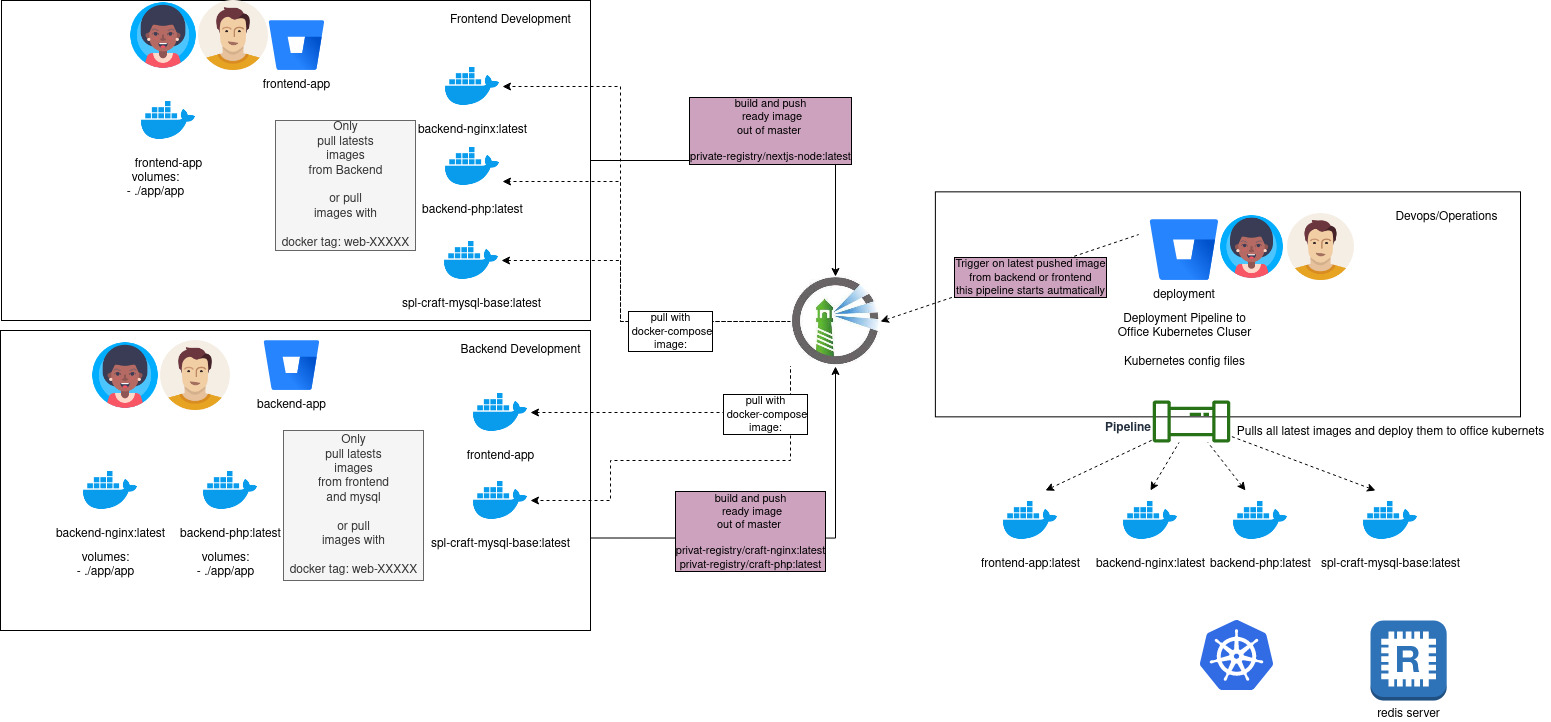 Frontend Development
frontend-app
frontend-app
volumes:
- ./app/app
Only
pull latests
images
from Backend
or pull
images with
docker tag: web-XXXXX
backend-nginx:latest
backend-php:latest
spl-craft-mysql-base:latest
build and push
ready image
out of master
private-registry/nextjs-node:latest
pull with
docker-compose
image:
Backend Development
backend-app
backend-nginx:latest
volumes:
- ./app/app
backend-php:latest
volumes:
- ./app/app
Only
pull latests
images
from frontend
and mysql
or pull
images with
docker tag: web-XXXXX
frontend-app
spl-craft-mysql-base:latest
pull with
docker-compose
image:
build and push
ready image
out of master
privat-registry/craft-nginx:latest
privat-registry/craft-php:latest
Devops/Operations
Trigger on latest pushed image
from backend or frontend
this pipeline starts autmatically
deployment
Deployment Pipeline to
Office Kubernetes Cluser
Kubernetes config files
Pipeline
Pulls all latest images and deploy them to office kubernets
frontend-app:latest
backend-nginx:latest
backend-php:latest
spl-craft-mysql-base:latest
R
redis server